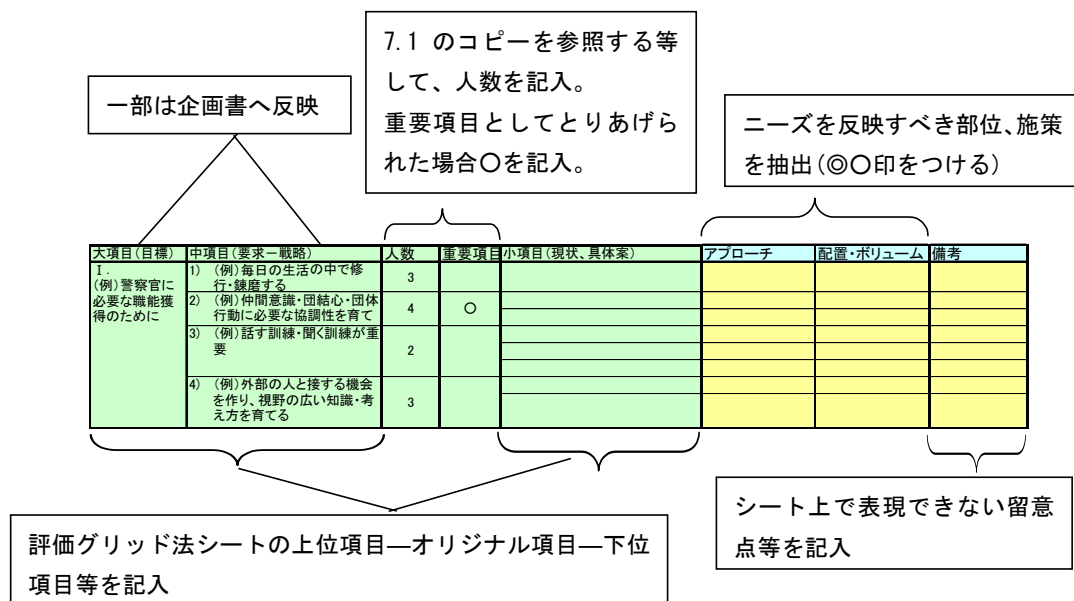 7.1 のコピーを参照する等
して、人数を記入。
重要項目としてとりあげら
れた場合〇を記入。
一部は企画書へ反映
ニーズを反映すべき部位、施策
を抽出(◎〇印をつける)
大項目(目標) 中項目(要求－戦略) 人数 重要項目 小項目(現状、具体案) アプローチ 配置・ボリューム 備考
Ⅰ.
(例)警察官に
必要な職能獲
得のために
1) (例)毎日の生活の中で修
行・錬磨する
3
2) (例)仲間意識・団結心・団体
行動に必要な協調性を育て
4 〇
3) (例)話す訓練・聞く訓練が重
要
2
4) (例)外部の人と接する機会
を作り、視野の広い知識・考
え方を育てる
3
シート上で表現できない留意
点等を記入
評価グリッド法シートの上位項目―オリジナル項目―下位
項目等を記入